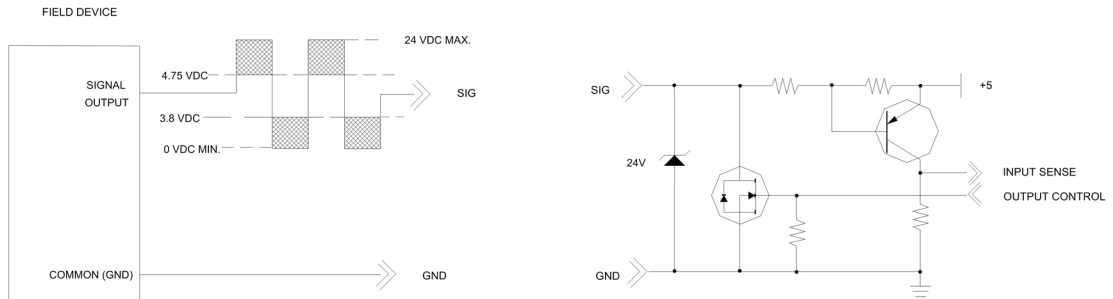 FIELD DEVICE
24 VDC MAX.
4.75 VDC
SIGNAL
OUTPUT
SIG
3.8 VDC
0 VDC MIN.
COMMON (GND)
GND
SIG
+5
24V
INPUT SENSE
OUTPUT CONTROL
GND